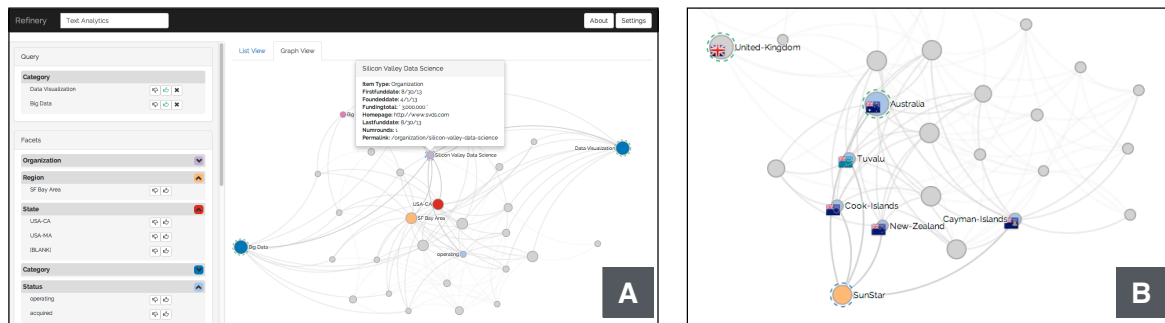 Refinery
Text Analytics
About
Settings
Query
Category
Data Visualization
Big Data
Facets
Organization
Region
SF Bay Area
State
USA-CA
USA-MA
(BLANK)
Category
Status
operating
acquired
List View
Graph View
Silicon Valley Data Science
Item Type: Organization
Firstfunddate: 8/30/13
Foundeddate: 4/1/13
Fundingtotal: ` 3,000,000 `
Homepage: http://www.svds.com
Lastfunddate: 8/30/13
Numrounds: 1
Permalink: /organization/silicon-valley-data-science
Big
Silicon Valley Data Science
Data Visualization
USA-CA
SF Bay Area
Big Data
operating
A
United-Kingdom
Australia
Tuvalu
Cook-Islands
New-Zealand
Cayman-Islands
SunStar
B